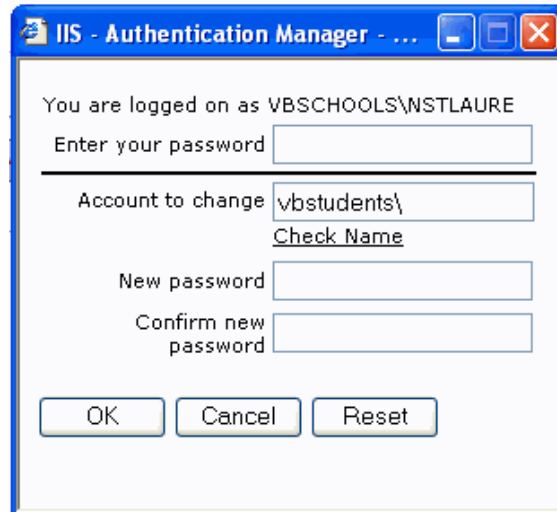 IIS - Authentication Manager - ...
You are logged on as VBSCHOOLS\NSTLAURE
Enter your password
Account to change vbstudents\
Check Name
New password
Confirm new
password
OK Cancel Reset